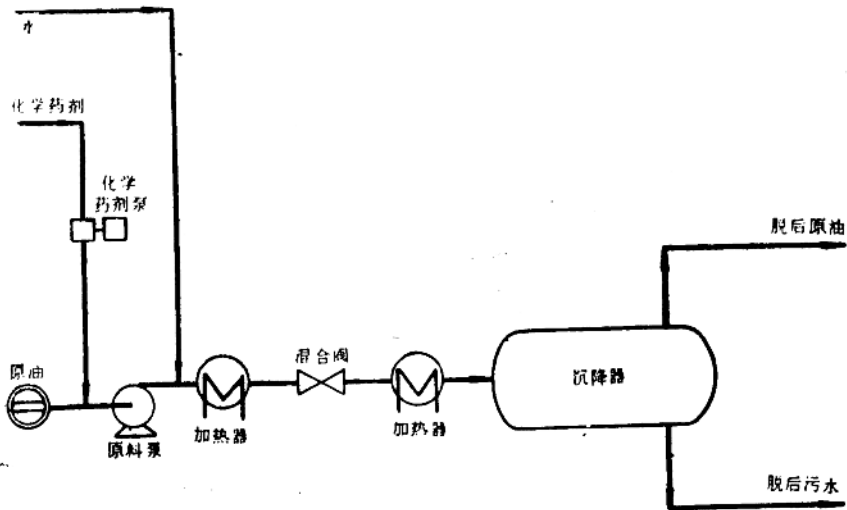 水
化学药剂
化学
药剂泵
脱后原油
原油
混合阀
沉降器
加热器
加热器
原料泵
脱后污水